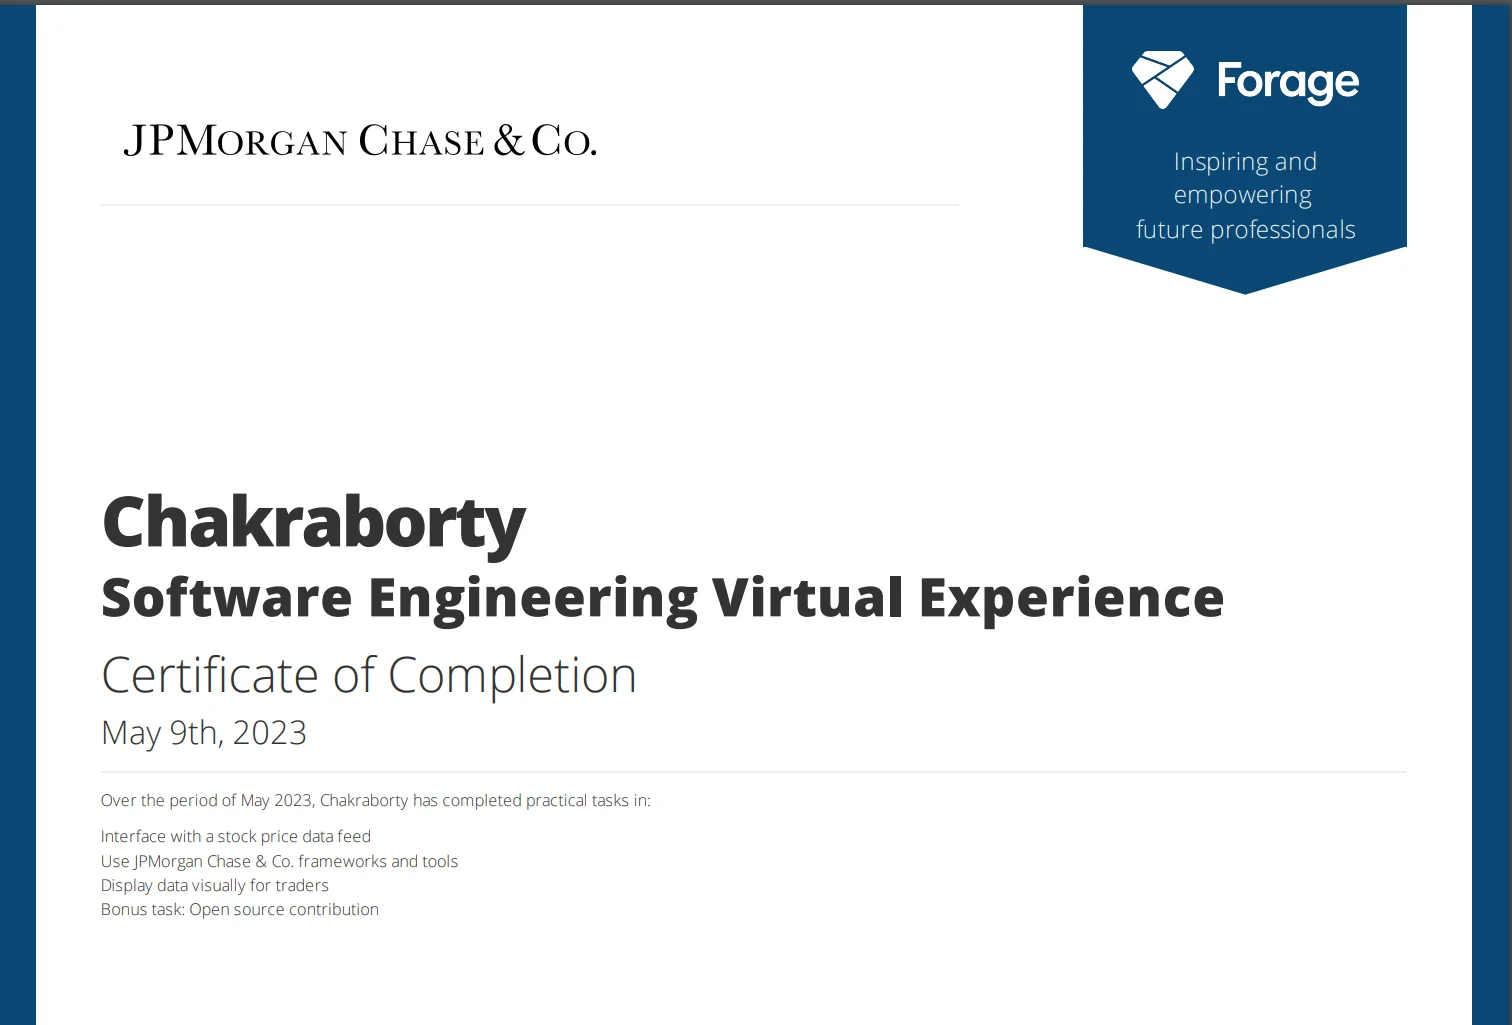 JPMORGAN CHASE & CO.
Forage
Inspiring and
empowering
future professionals
Chakraborty
Software Engineering Virtual Experience
Certificate of Completion
May 9th, 2023
Over the period of May 2023, Chakraborty has completed practical tasks in:
Interface with a stock price data feed
Use JPMorgan Chase & Co. frameworks and tools
Display data visually for traders
Bonus task: Open source contribution